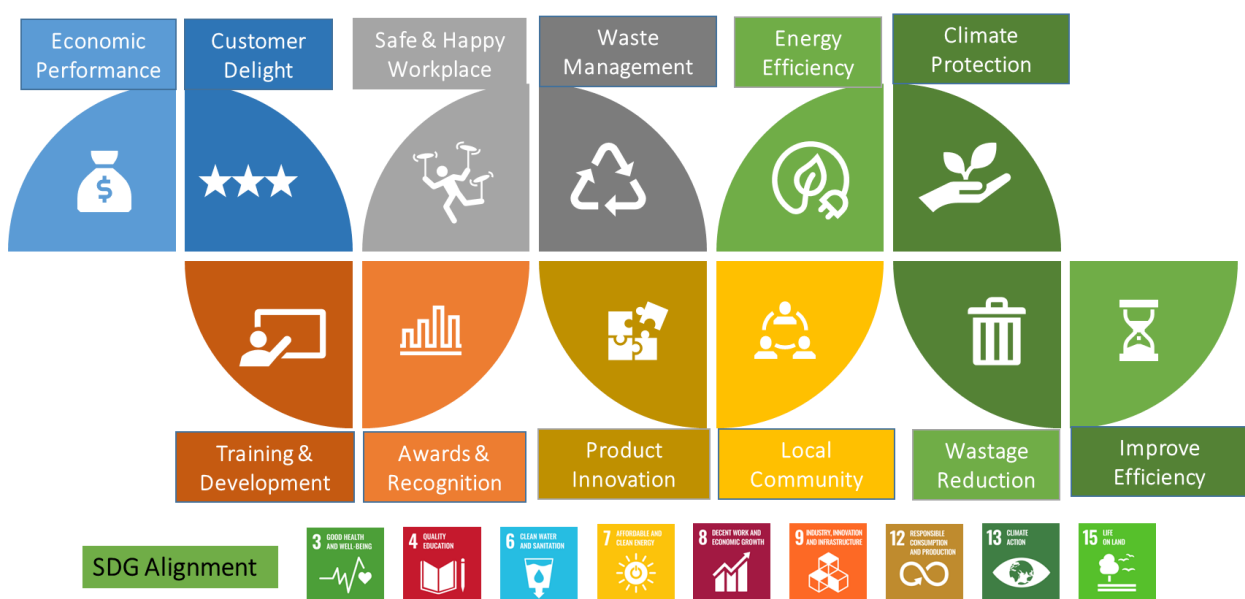 Economic
Performance
Customer
Delight
Safe & Happy
Workplace
Waste
Management
Energy
Efficiency
Climate
Protection
$
Training &
Development
Awards &
Recognition
Product
Innovation
Local
Community
Wastage
Reduction
Improve
Efficiency
SDG Alignment
3 GOOD HEALTH
AND WELL-BEING
4 QUALITY
EDUCATION
6 CLEAN WATER
AND SANITATION
7 AFFORDABLE AND
CLEAN ENERGY
8 DECENT WORK AND
ECONOMIC GROWTH
9 INDUSTRY, INNOVATION
AND INFRASTRUCTURE
12 RESPONSIBLE
CONSUMPTION
AND PRODUCTION
13 CLIMATE
ACTION
15 LIFE
ON LAND